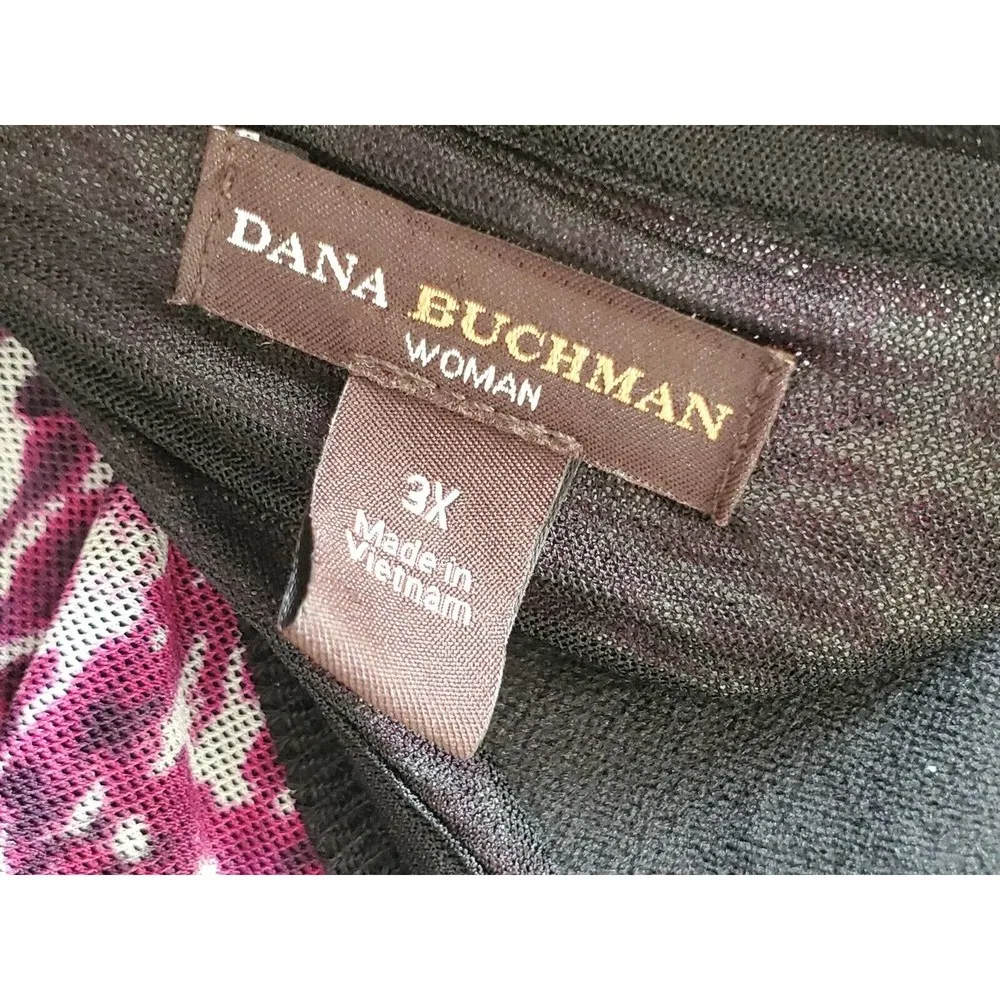 DANA BUCHMAN
WOMAN
3X
Made in
Vietnam